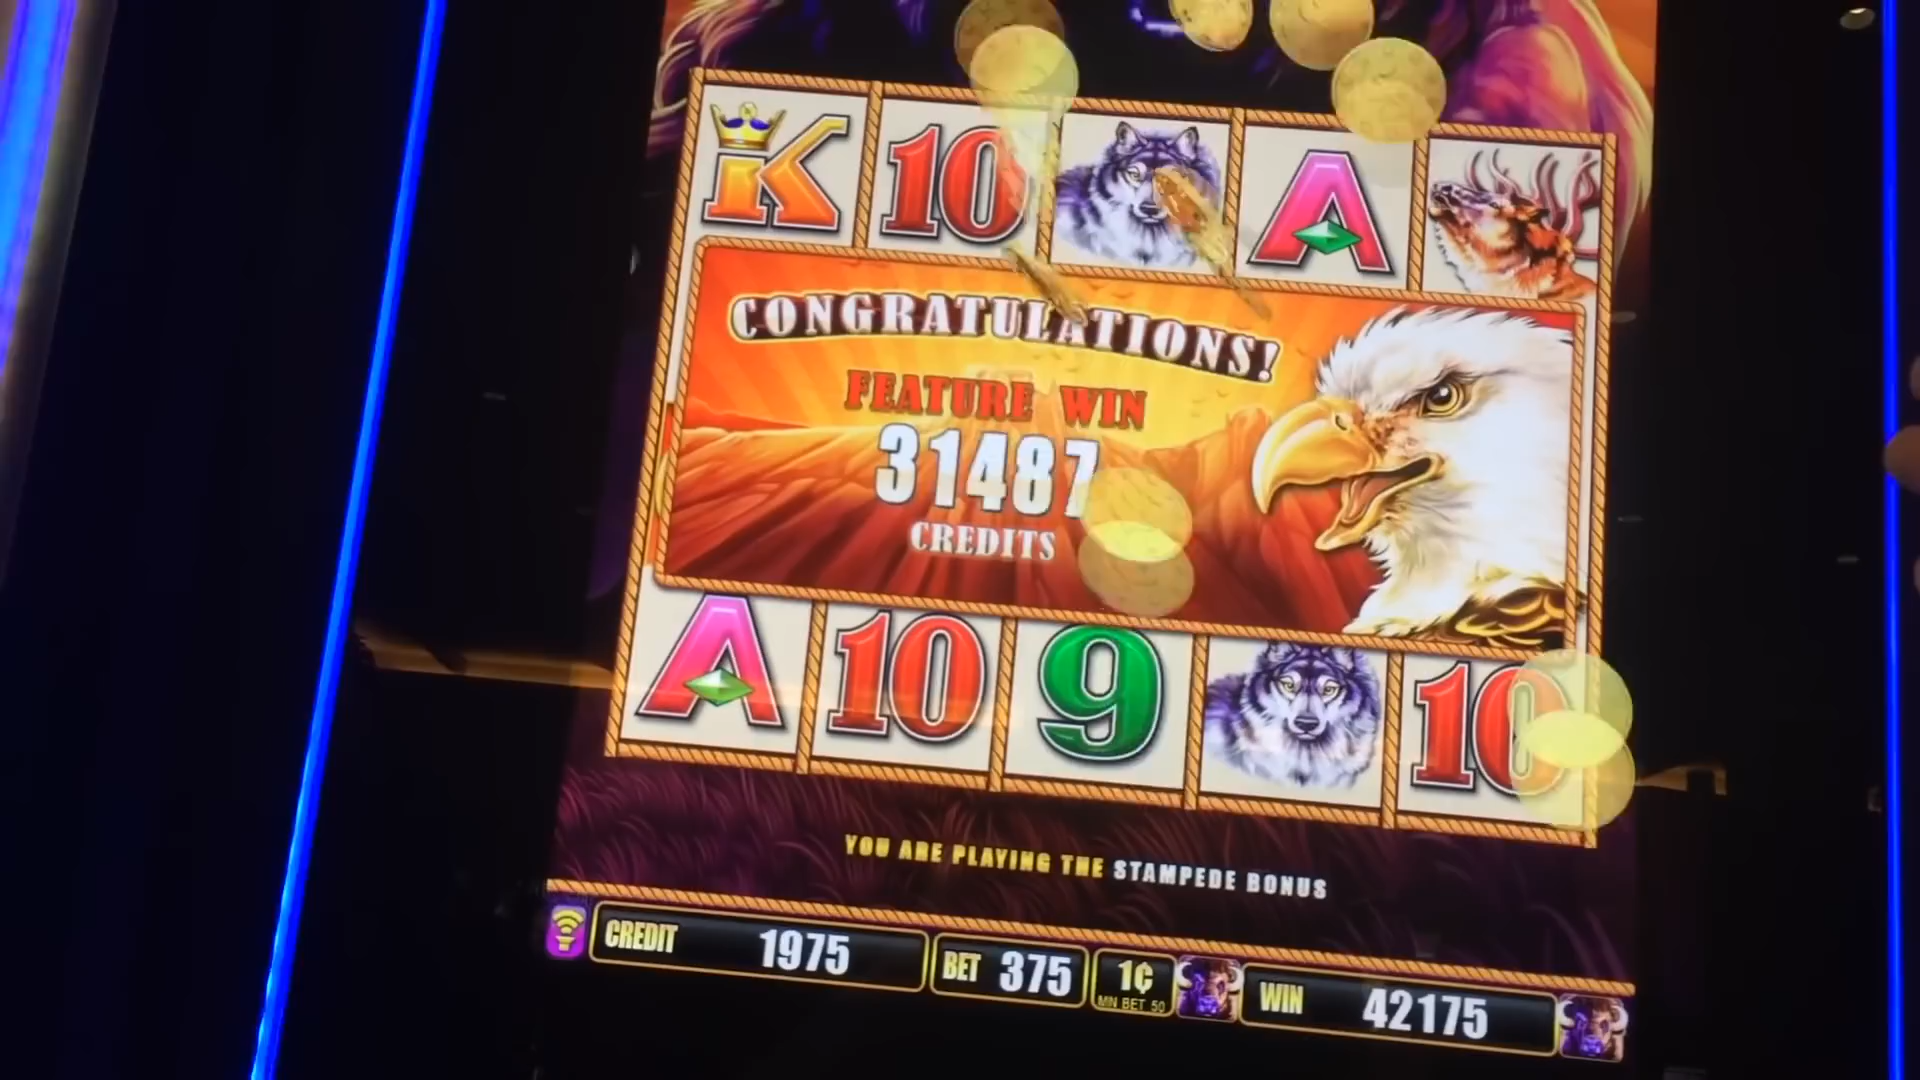 K 10 A
CONGRATULATIONS!
FEATURE WIN
31487
CREDITS
A 10 9 10
YOU ARE PLAYING THE STAMPEDE BONUS
CREDIT 1975 BET 375 1¢ WIN 42175
MIN BET 50